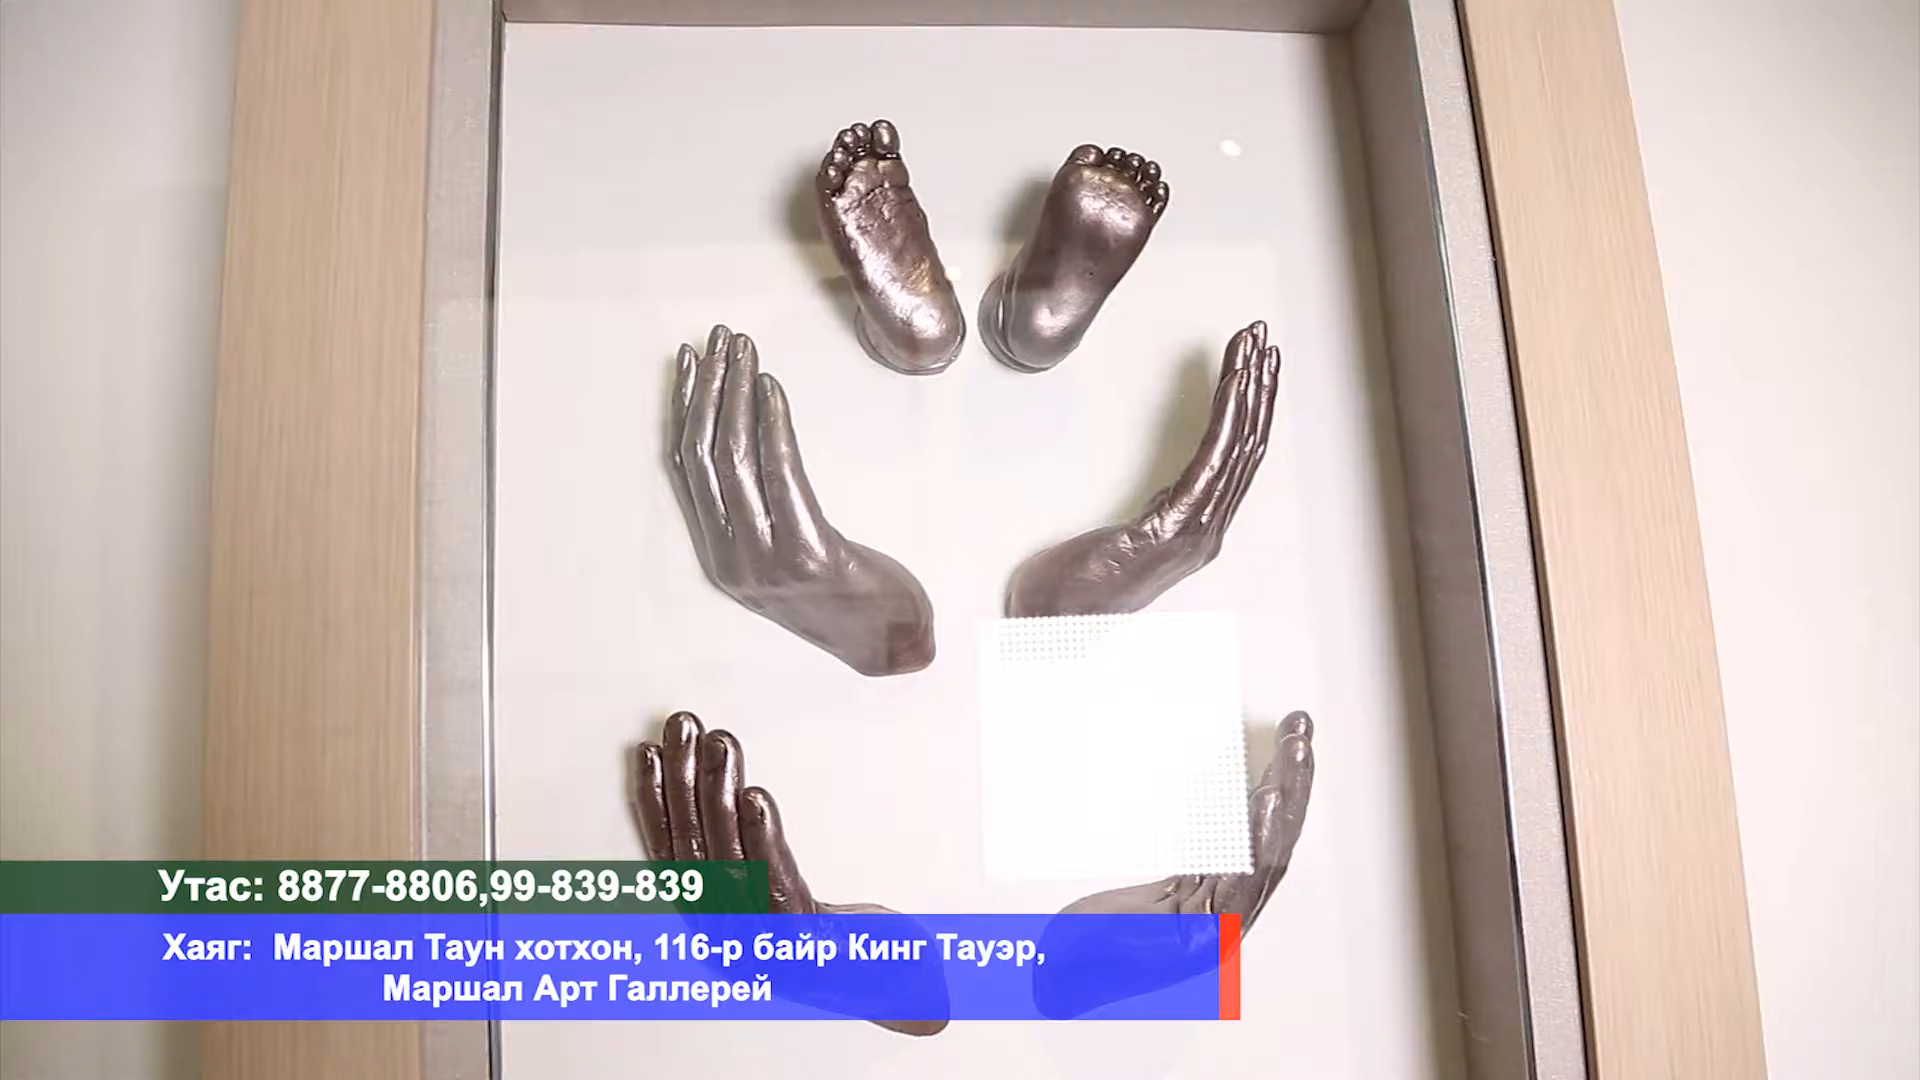 Утас: 8877-8806,99-839-839
Хаяг: Маршал Таун хотхон, 116-р байр Кинг Тауэр,
Маршал Арт Галлерей